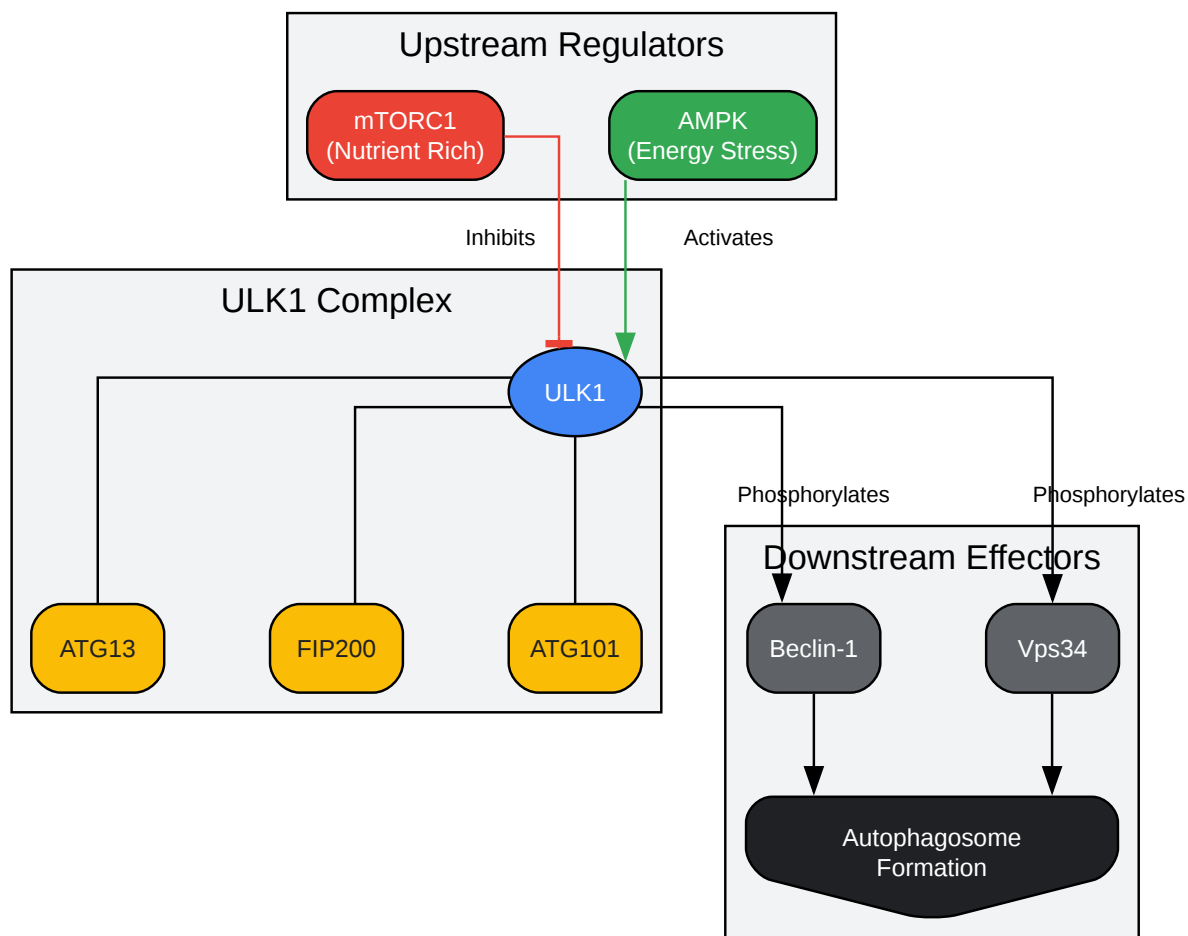 Upstream Regulators
mTORC1
(Nutrient Rich)
AMPK
(Energy Stress)
Inhibits
Activates
ULK1 Complex
ULK1
Phosphorylates
Phosphorylates
Downstream Effectors
ATG13
FIP200
ATG101
Beclin-1
Vps34
Autophagosome
Formation